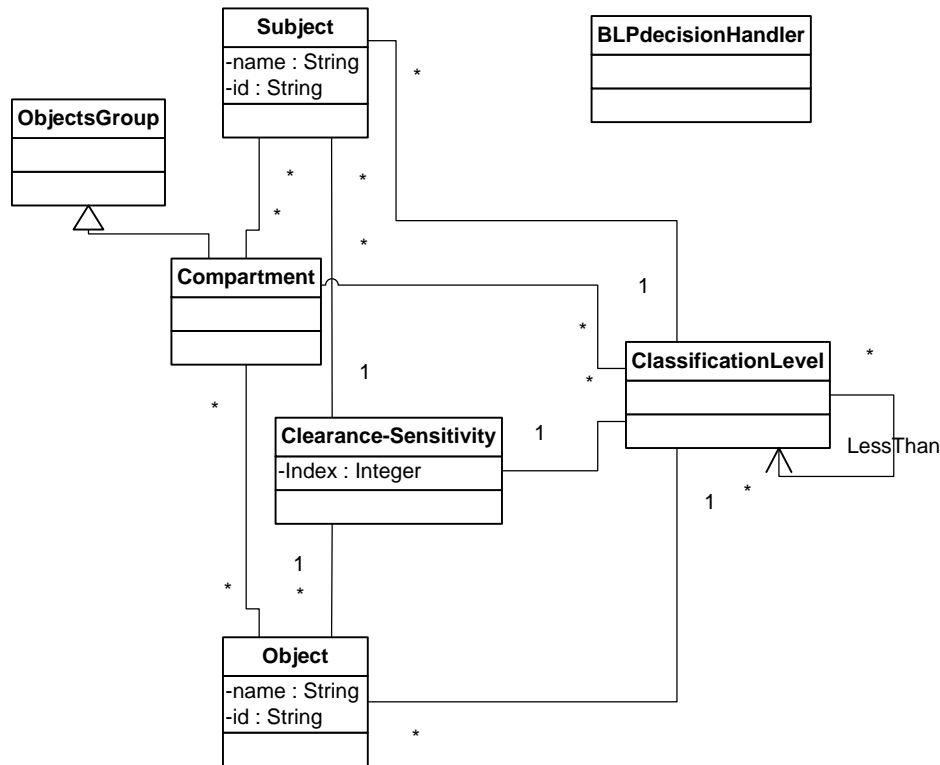 Subject
-name : String
-id : String
BLPdecisionHandler
*
ObjectsGroup
*
*
*
*
Compartment
1
*
ClassificationLevel
*
*
1
*
Clearance-Sensitivity
1
LessThan
-Index : Integer
*
1
1
*
*
Object
-name : String
-id : String
*